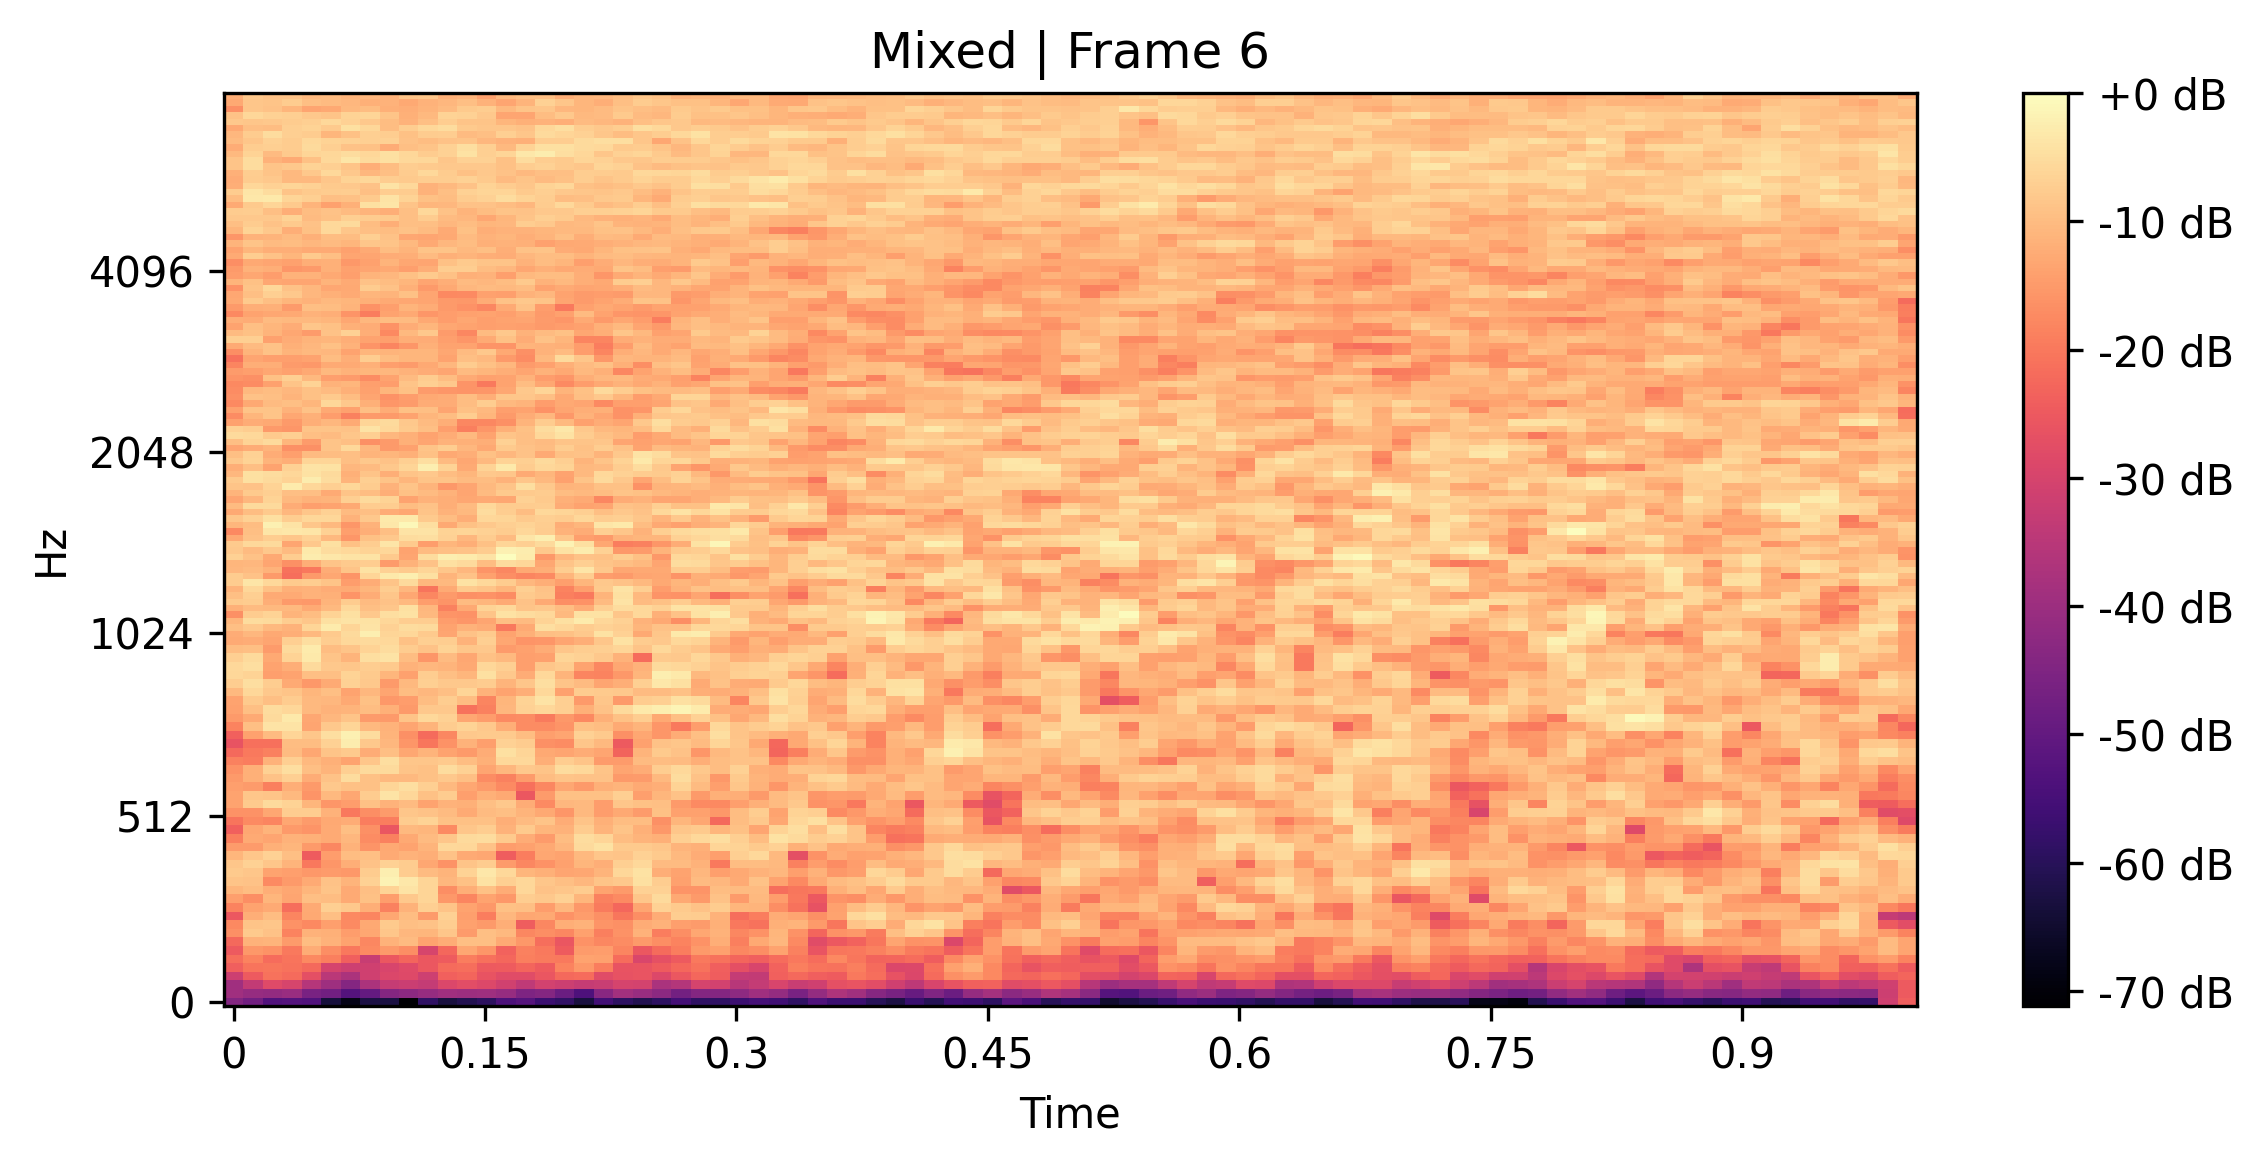 Mixed | Frame 6
+0 dB
-10 dB
-20 dB
-30 dB
-40 dB
-50 dB
-60 dB
-70 dB
4096
2048
1024
512
0
Hz
0 0.15 0.3 0.45 0.6 0.75 0.9
Time